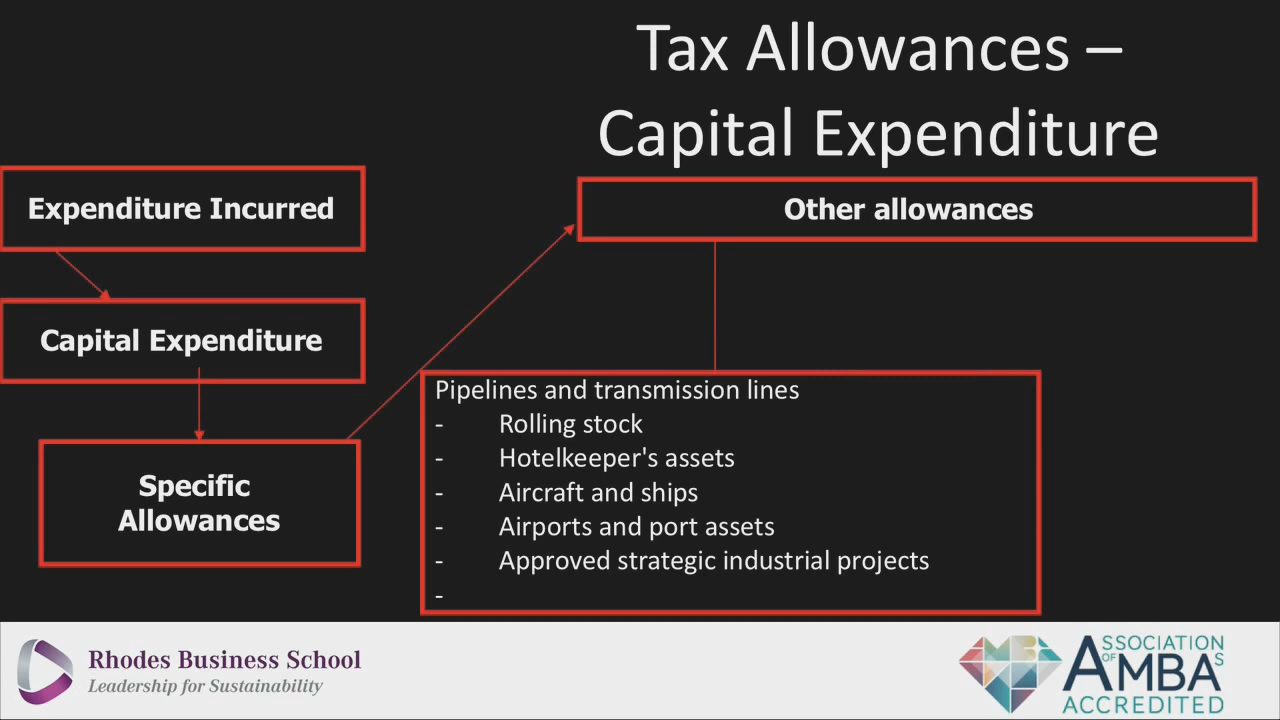 Tax Allowances –
Capital Expenditure
Expenditure Incurred
Other allowances
Capital Expenditure
Pipelines and transmission lines
- Rolling stock
- Hotelkeeper's assets
- Aircraft and ships
- Airports and port assets
- Approved strategic industrial projects
-
Specific
Allowances
Rhodes Business School
Leadership for Sustainability
MBA
ASSOCIATION
OF
AMBAs
ACCREDITED